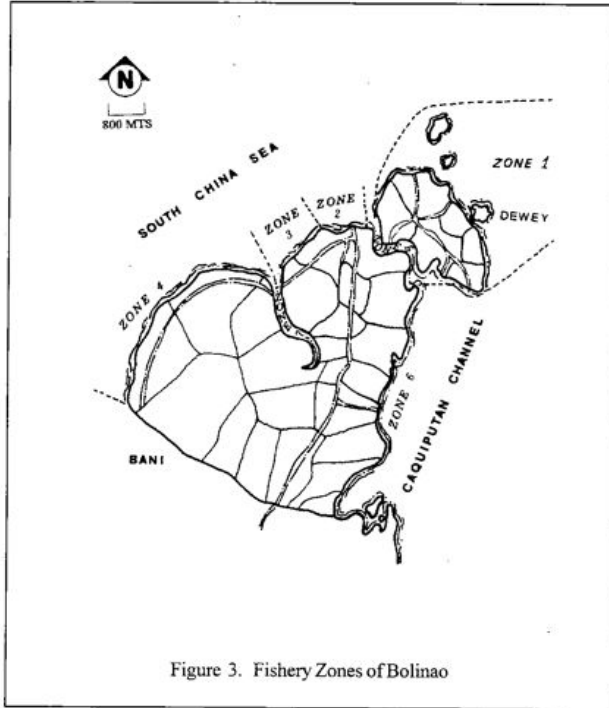 N
800 MTS
SOUTH CHINA SEA
ZONE 1
ZONE 2
ZONE 3
DEWEY
ZONE 4
ZONE 6
CAQUIPUTAN CHANNEL
BANI
Figure 3. Fishery Zones of Bolinao